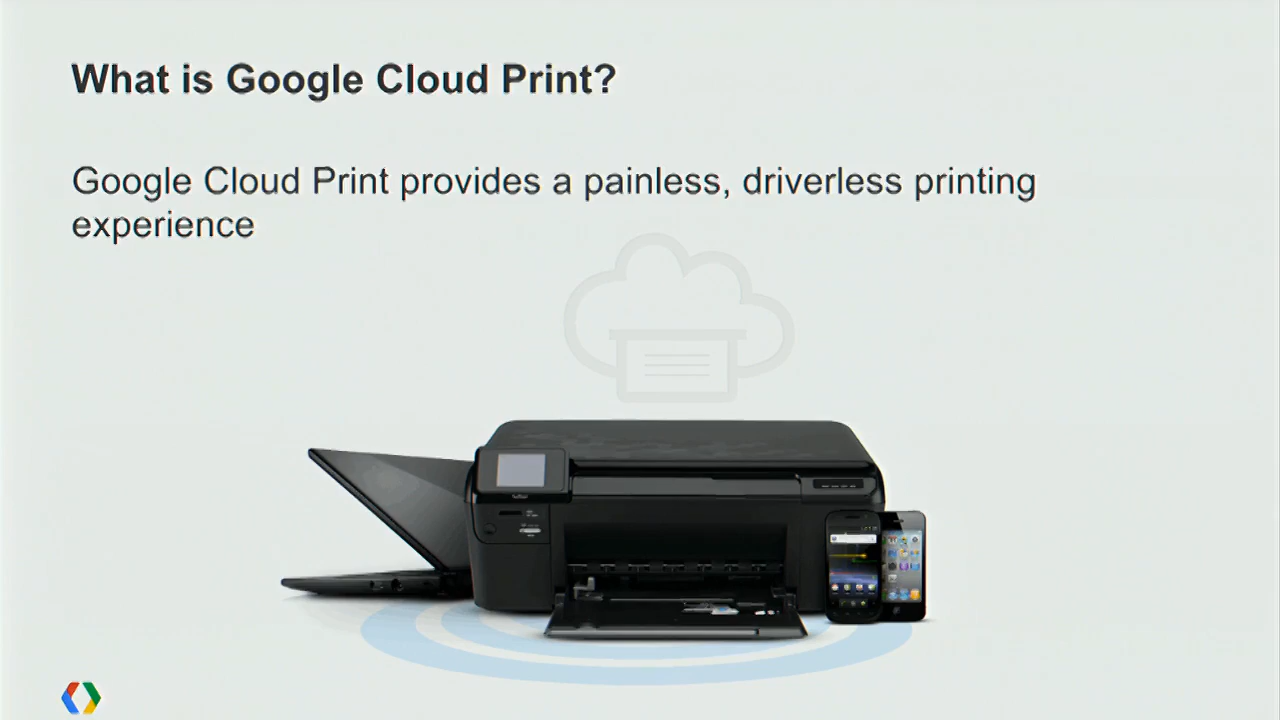 What is Google Cloud Print?
Google Cloud Print provides a painless, driverless printing
experience